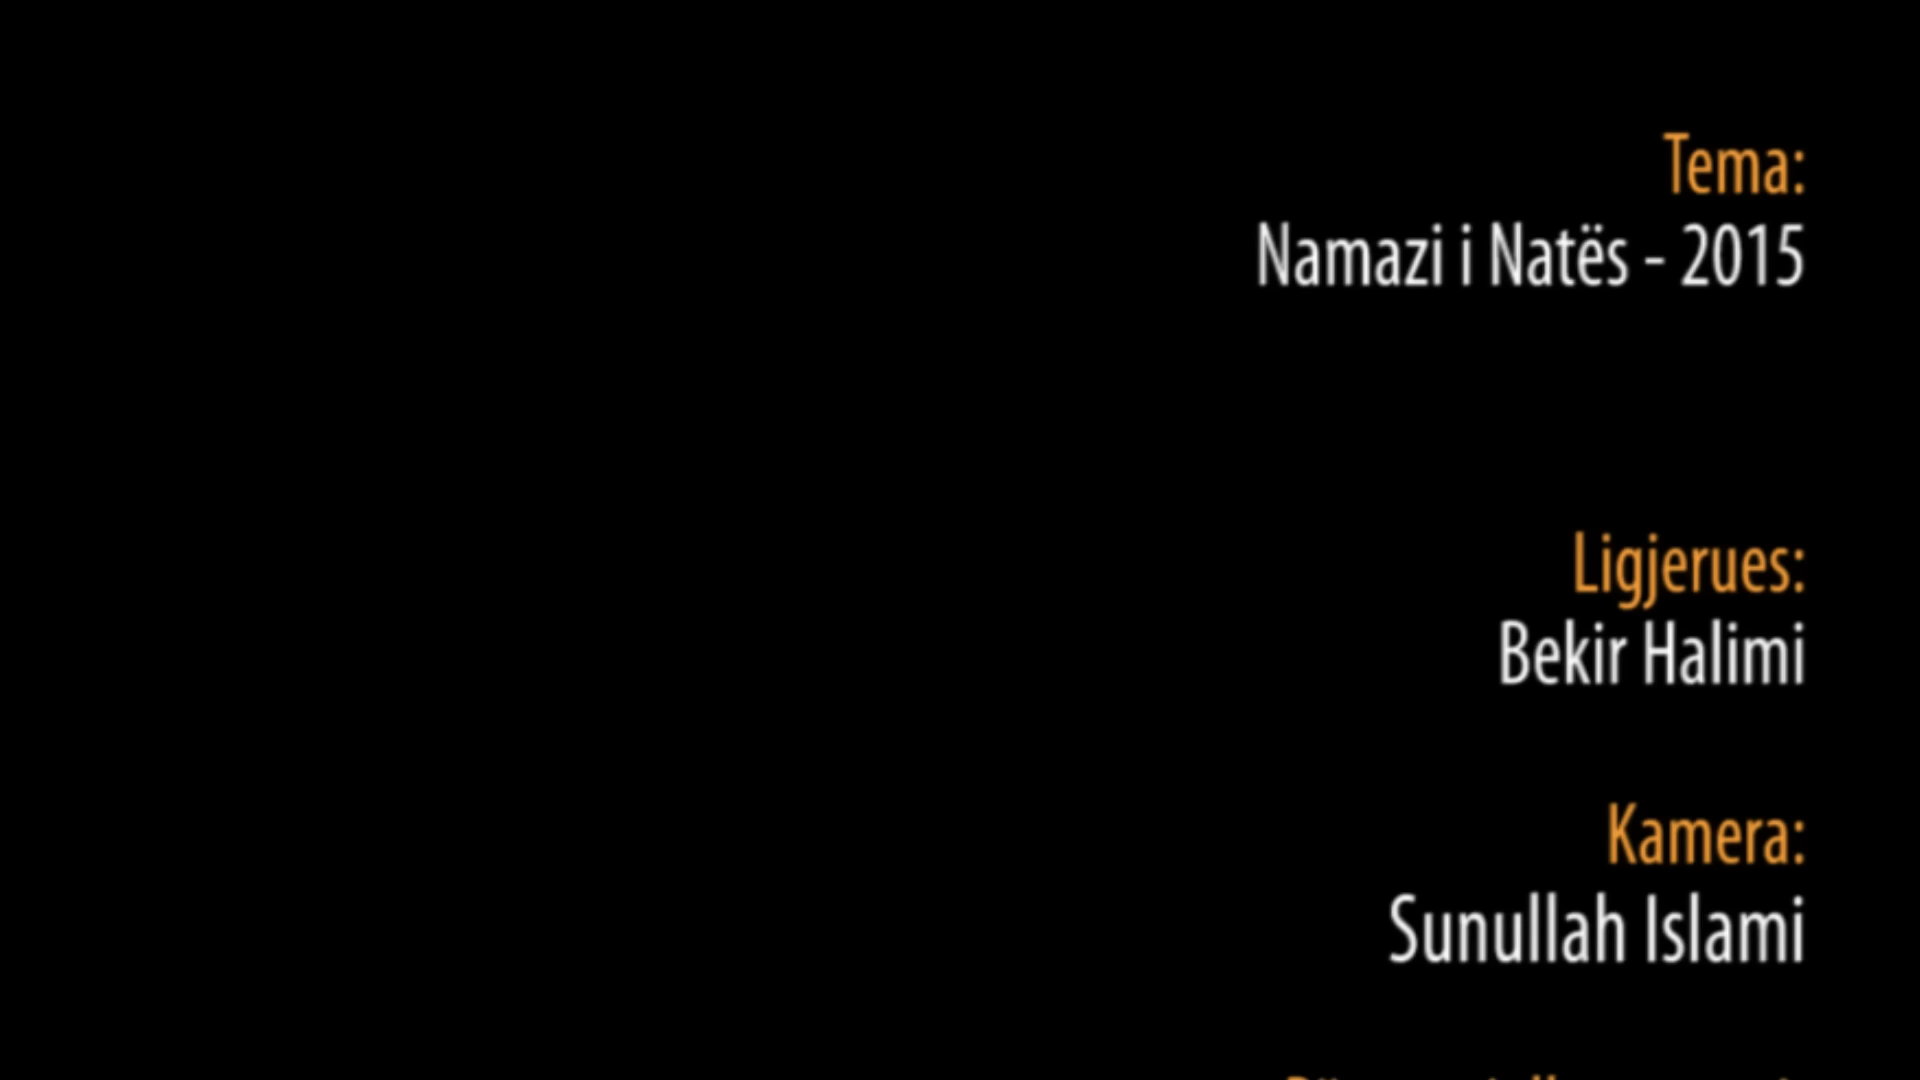 Tema:
Namazi i Natës - 2015
Ligjerues:
Bekir Halimi
Kamera:
Sunullah Islami